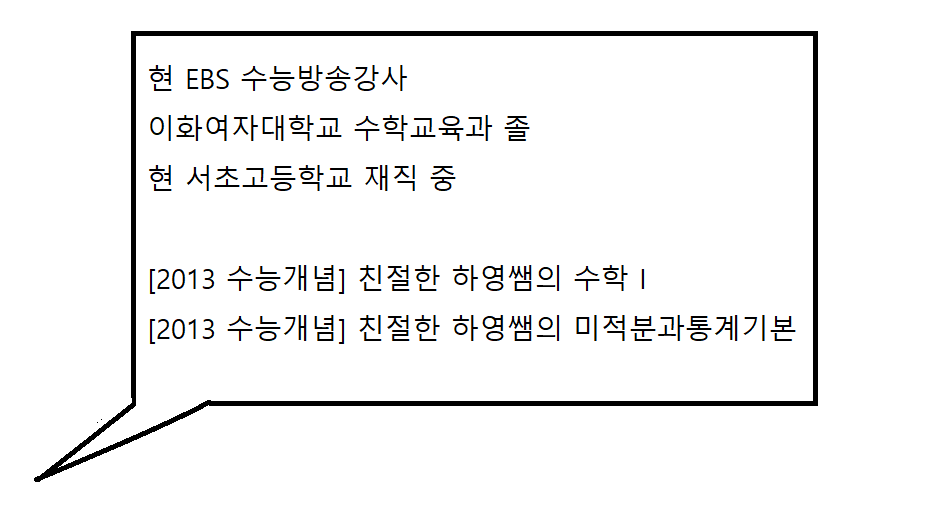 현 EBS 수능방송강사
이화여자대학교 수학교육과 졸
현 서초고등학교 재직 중
[2013 수능개념] 친절한 하영쌤의 수학 I
[2013 수능개념] 친절한 하영쌤의 미적분과통계기본